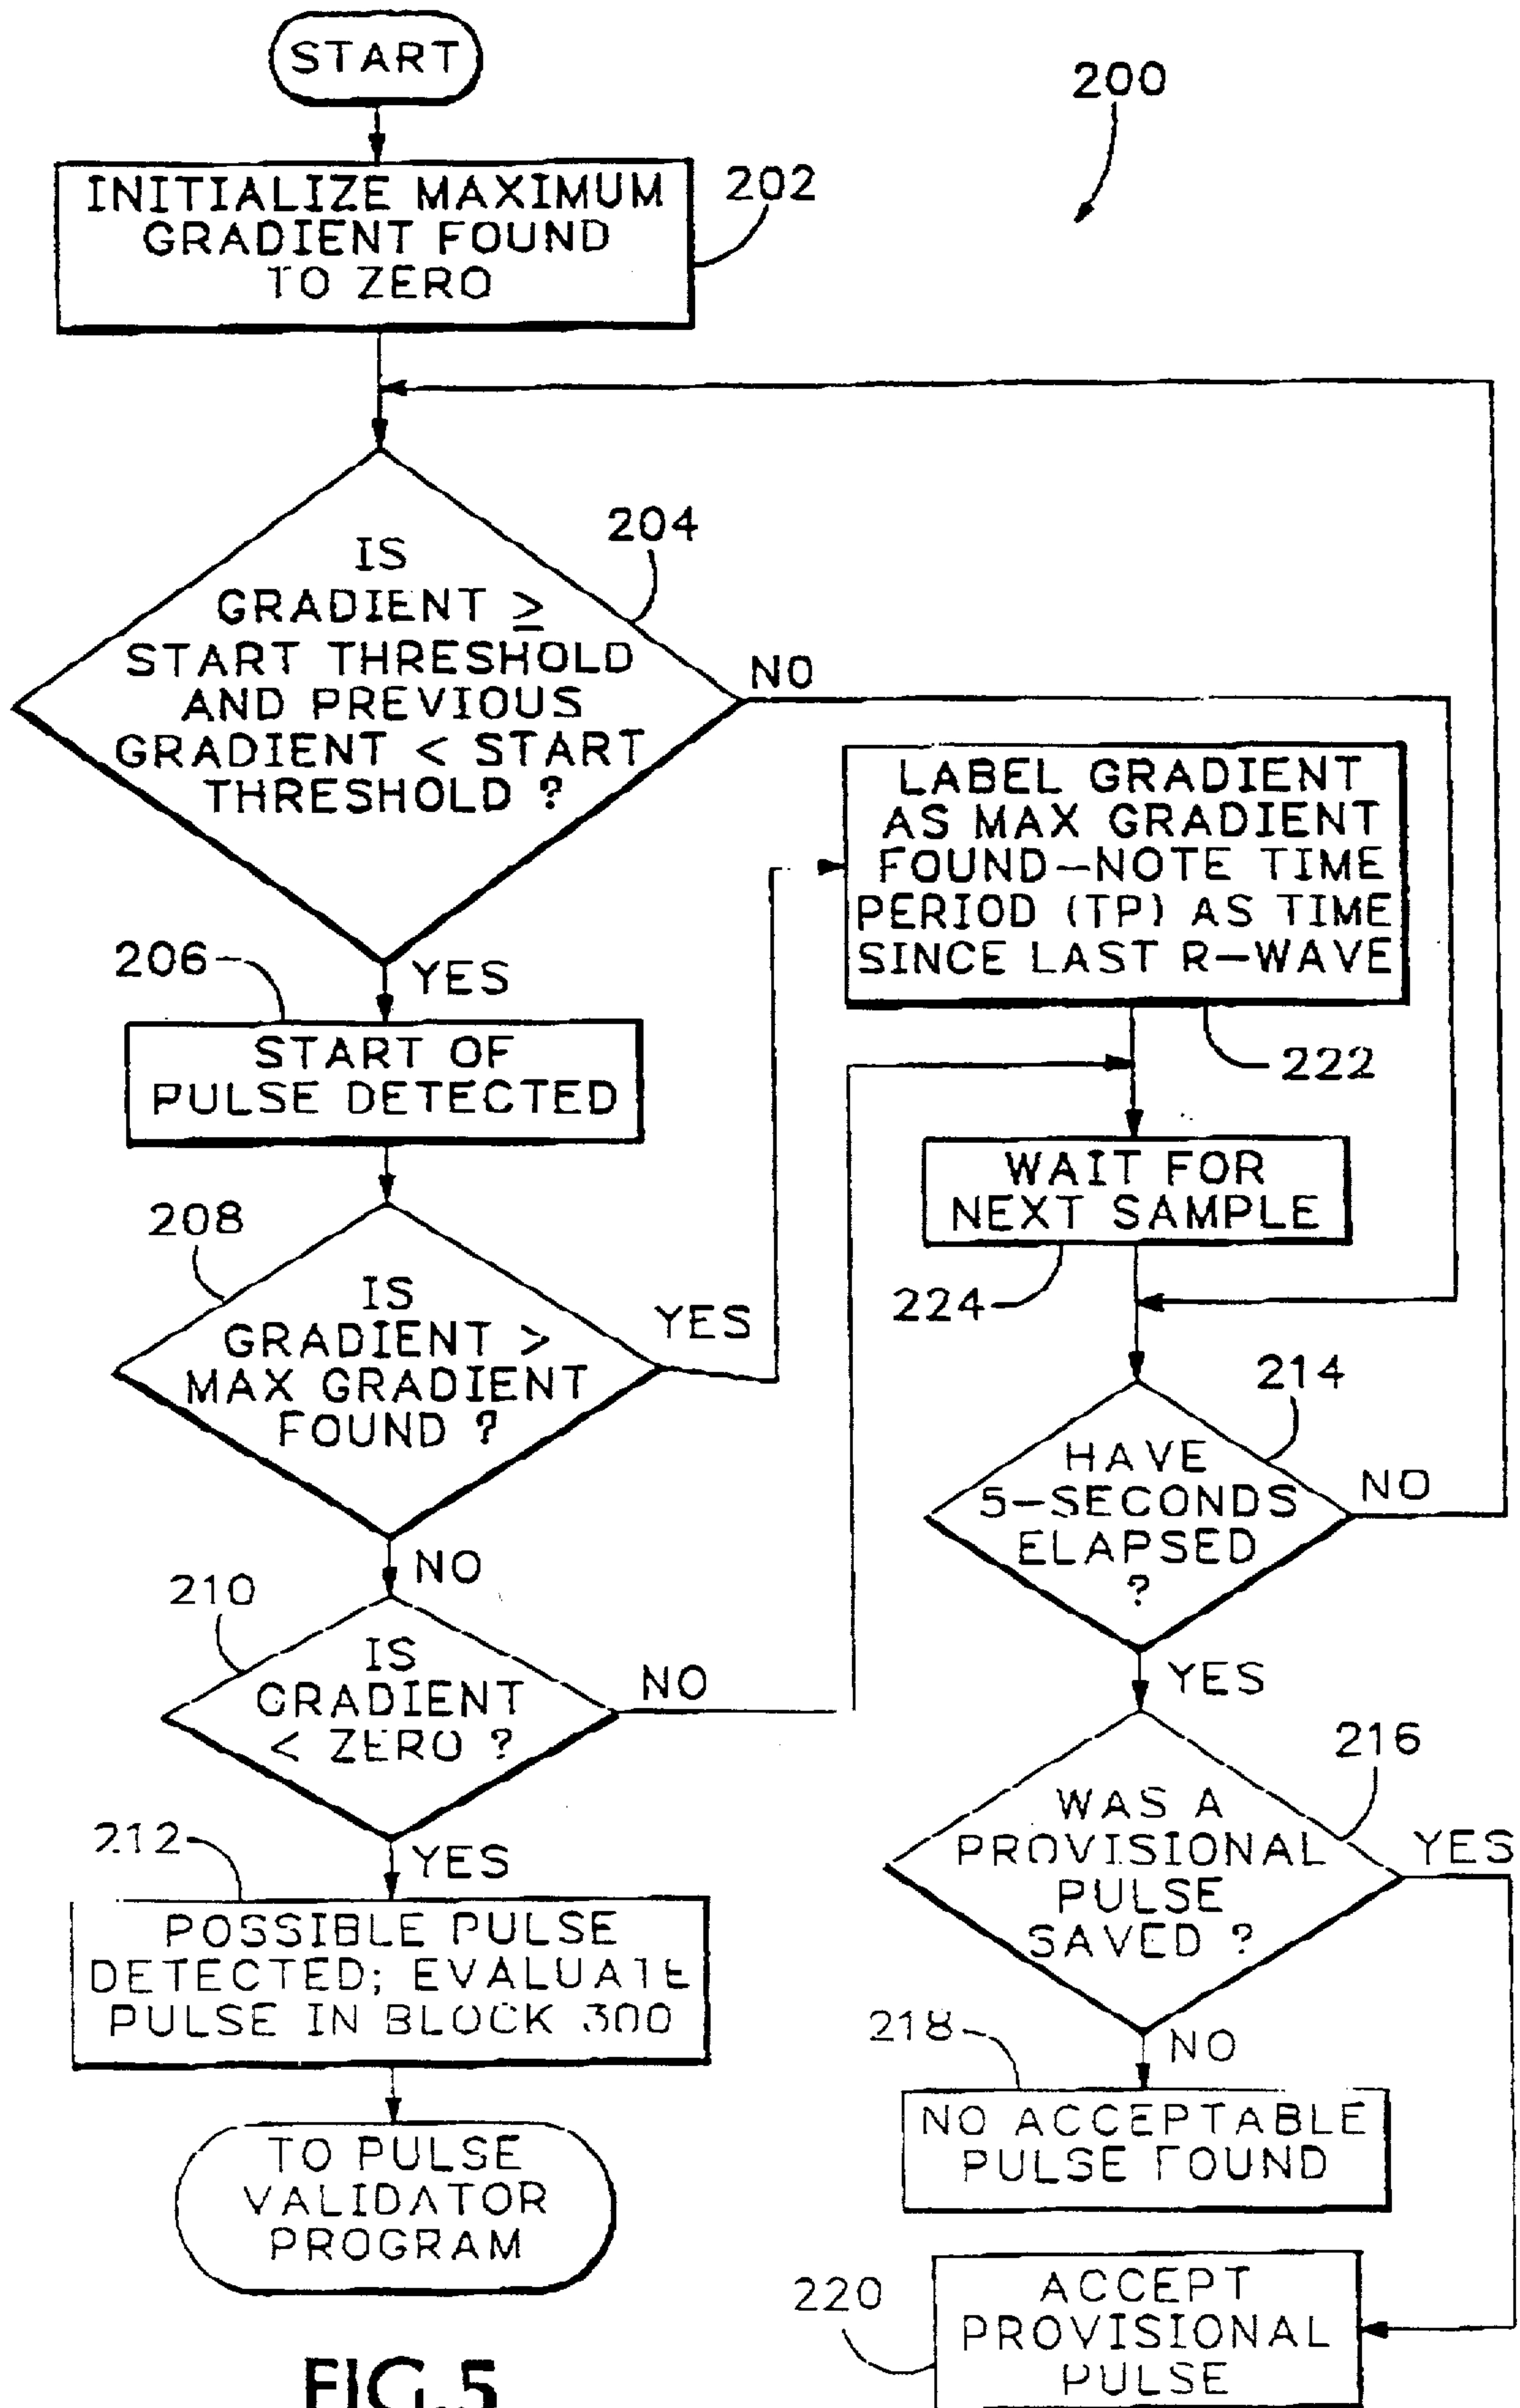 START
200
INITIALIZE MAXIMUM
GRADIENT FOUND
TO ZERO
202
IS
GRADIENT ≥
START THRESHOLD
AND PREVIOUS
GRADIENT < START
THRESHOLD ?
204
NO
YES
206
START OF
PULSE DETECTED
208
IS
GRADIENT >
MAX GRADIENT
FOUND ?
YES
NO
210
IS
GRADIENT
< ZERO ?
NO
YES
212
POSSIBLE PULSE
DETECTED; EVALUATE
PULSE IN BLOCK 300
TO PULSE
VALIDATOR
PROGRAM
LABEL GRADIENT
AS MAX GRADIENT
FOUND–NOTE TIME
PERIOD (TP) AS TIME
SINCE LAST R–WAVE
222
WAIT FOR
NEXT SAMPLE
224
214
HAVE
5–SECONDS
ELAPSED
?
NO
YES
216
WAS A
PROVISIONAL
PULSE
SAVED ?
YES
NO
218
NO ACCEPTABLE
PULSE FOUND
220
ACCEPT
PROVISIONAL
PULSE
FIG.5